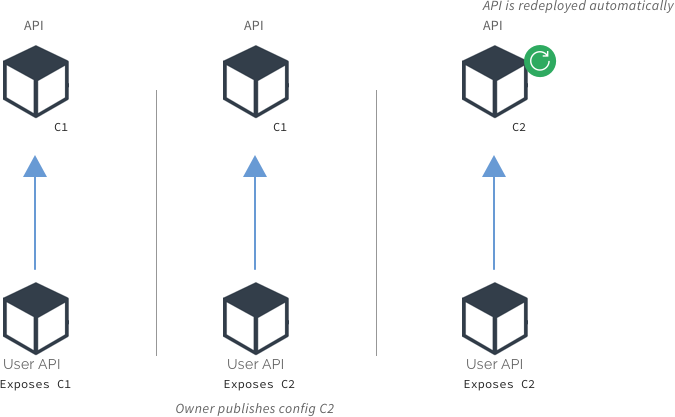 API is redeployed automatically
API
API
API
C1
C1
C2
User API
User API
User API
Exposes C1
Exposes C2
Exposes C2
Owner publishes config C2